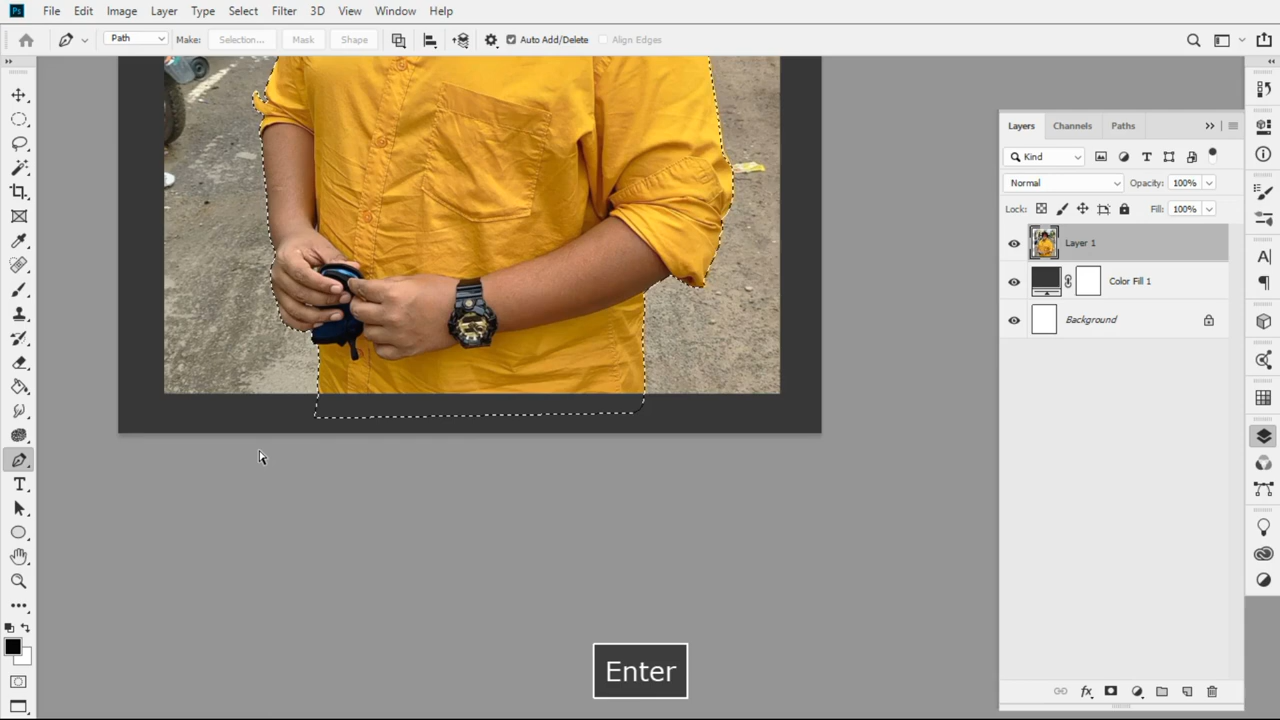 Ps File Edit Image Layer Type Select Filter 3D View Window Help
Path Make: Selection... Mask Shape Auto Add/Delete Align Edges
Layers Channels Paths
Kind
Normal Opacity: 100%
Lock: Fill: 100%
Layer 1
Color Fill 1
Background
fx
Enter